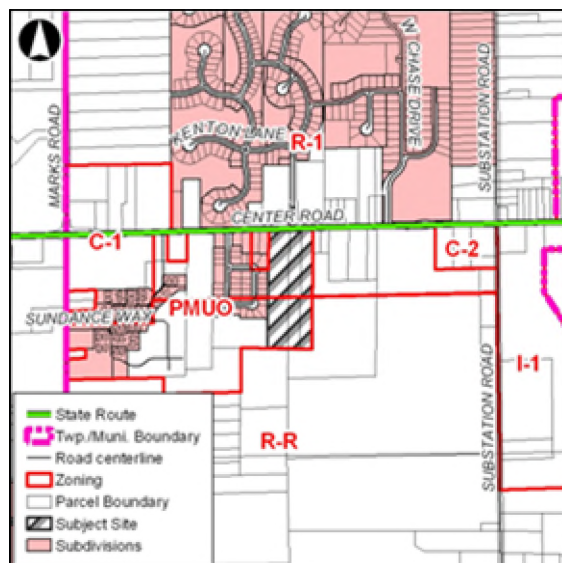 W CHASE DRIVE
SUBSTATION ROAD
MARKS ROAD
KENTON LANE
R-1
CENTER ROAD
C-1
C-2
PMUO
SUNDANCE WAY
I-1
SUBSTATION ROAD
R-R
State Route
Twp./Muni. Boundary
Road centerline
Zoning
Parcel Boundary
Subject Site
Subdivisions